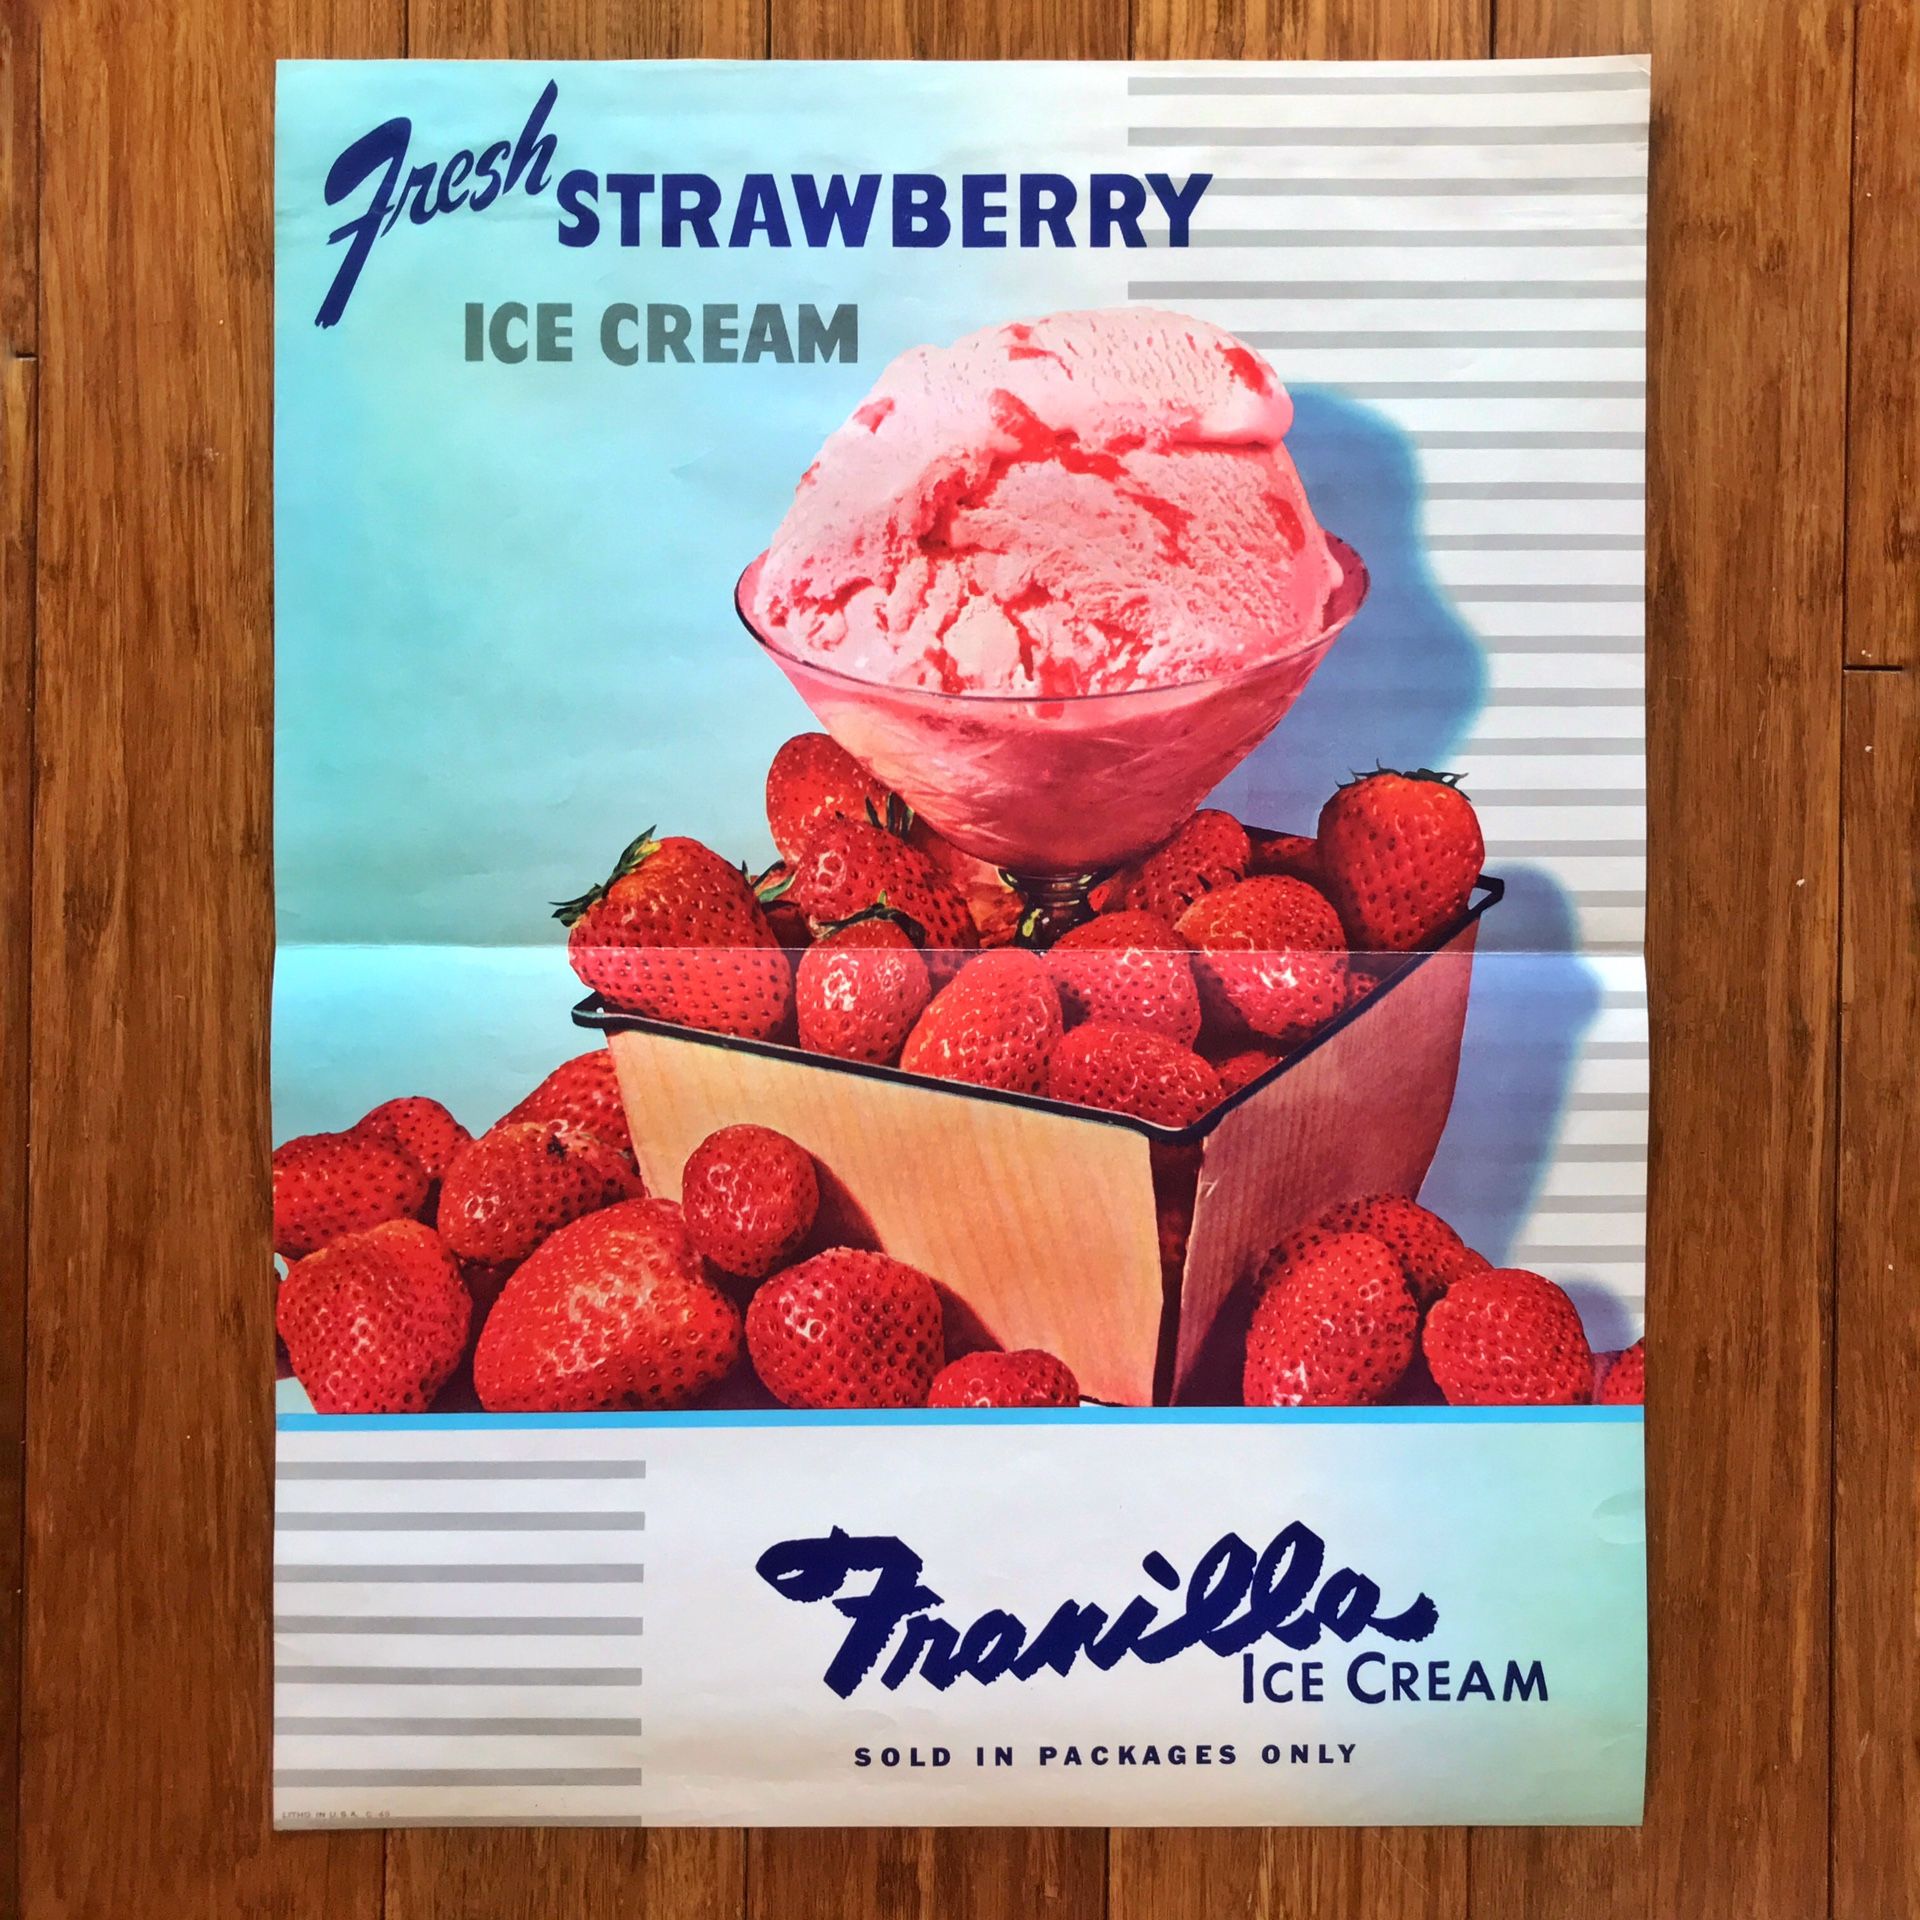 Fresh STRAWBERRY
ICE CREAM
Franilla
ICE CREAM
SOLD IN PACKAGES ONLY
LITHO IN U.S.A.